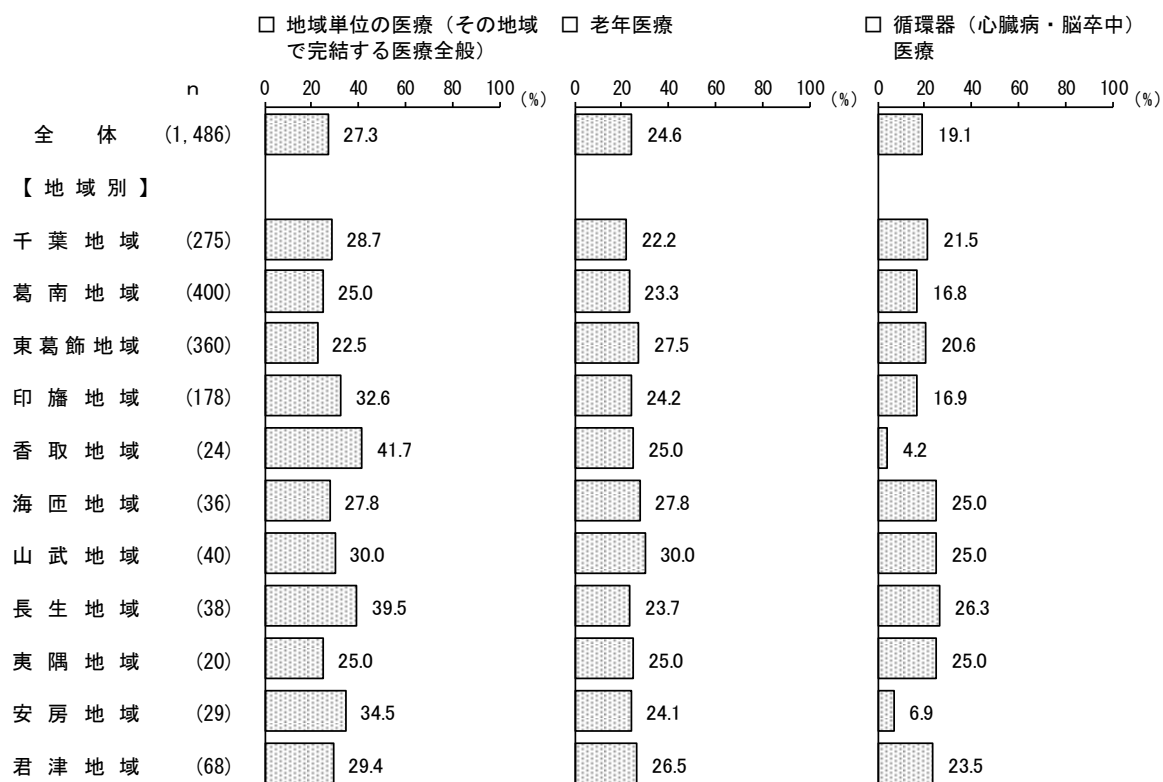 □ 地域単位の医療（その地域で完結する医療全般）
□ 老年医療
□ 循環器（心臓病・脳卒中）医療
n 0 20 40 60 80 100 (%) 0 20 40 60 80 100 (%) 0 20 40 60 80 100 (%)
全体 (1,486) 27.3 24.6 19.1
【地域別】
千葉地域 (275) 28.7 22.2 21.5
葛南地域 (400) 25.0 23.3 16.8
東葛飾地域 (360) 22.5 27.5 20.6
印旛地域 (178) 32.6 24.2 16.9
香取地域 (24) 41.7 25.0 4.2
海匝地域 (36) 27.8 27.8 25.0
山武地域 (40) 30.0 30.0 25.0
長生地域 (38) 39.5 23.7 26.3
夷隅地域 (20) 25.0 25.0 25.0
安房地域 (29) 34.5 24.1 6.9
君津地域 (68) 29.4 26.5 23.5